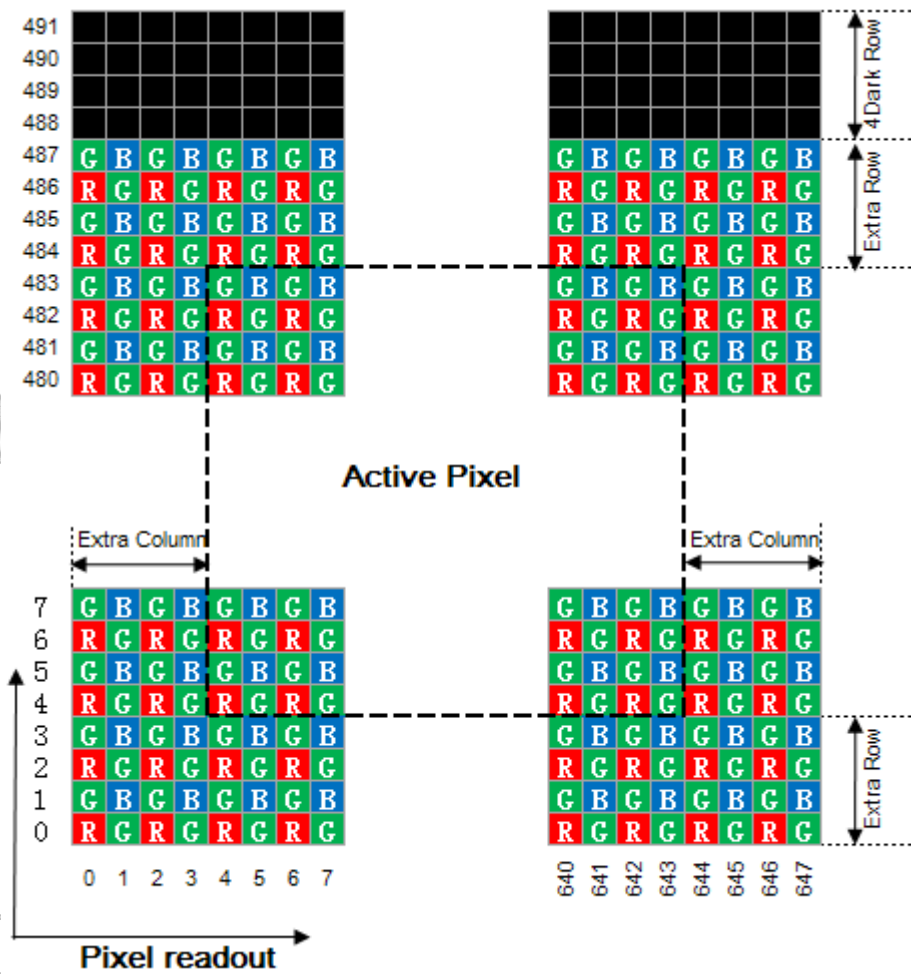 491
490
489
488
487 G B G B G B G B G B G B G B G B
486 R G R G R G R G R G R G R G R G
485 G B G B G B G B G B G B G B G B
484 R G R G R G R G R G R G R G R G
483 G B G B G B G B G B G B G B G B
482 R G R G R G R G R G R G R G R G
481 G B G B G B G B G B G B G B G B
480 R G R G R G R G R G R G R G R G
4Dark Row
Extra Row
Active Pixel
Extra Column
Extra Column
7 G B G B G B G B G B G B G B G B
6 R G R G R G R G R G R G R G R G
5 G B G B G B G B G B G B G B G B
4 R G R G R G R G R G R G R G R G
3 G B G B G B G B G B G B G B G B
2 R G R G R G R G R G R G R G R G
1 G B G B G B G B G B G B G B G B
0 R G R G R G R G R G R G R G R G
Extra Row
0 1 2 3 4 5 6 7 640 641 642 643 644 645 646 647
Pixel readout